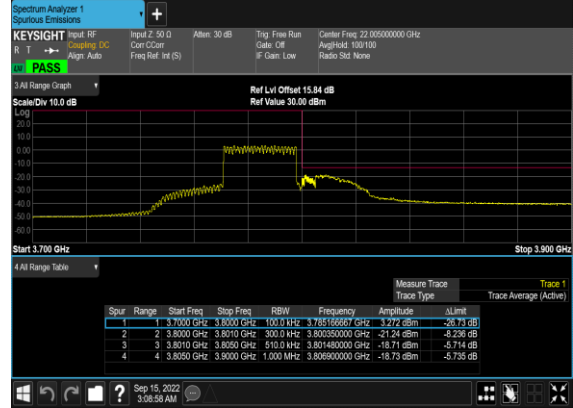 Spectrum Analyzer 1
Spurious Emissions
+
KEYSIGHT Input: RF Input Z: 50 Ω Atten: 30 dB Trig: Free Run Center Freq: 22.005000000 GHz
R T Coupling: DC Corr CCorr Gate: Off Avg|Hold: 100/100
Align: Auto Freq Ref: Int (S) IF Gain: Low Radio Std: None
PASS
3 All Range Graph
Ref Lvl Offset 15.84 dB
Scale/Div 10.0 dB Ref Value 30.00 dBm
Log
20.0
10.0
0.00
-10.0
-20.0
-30.0
-40.0
-50.0
-60.0
Start 3.700 GHz Stop 3.900 GHz
4 All Range Table
Measure Trace Trace 1
Trace Type Trace Average (Active)
Spur Range Start Freq Stop Freq RBW Frequency Amplitude ΔLimit
1 1 3.7000 GHz 3.8000 GHz 100.0 kHz 3.785166667 GHz 3.272 dBm -26.73 dB
2 2 3.8000 GHz 3.8010 GHz 300.0 kHz 3.800350000 GHz -21.24 dBm -8.236 dB
3 3 3.8010 GHz 3.8050 GHz 510.0 kHz 3.801480000 GHz -18.71 dBm -5.714 dB
4 4 3.8050 GHz 3.9000 GHz 1.000 MHz 3.806900000 GHz -18.73 dBm -5.735 dB
? Sep 15, 2022
3:08:58 AM